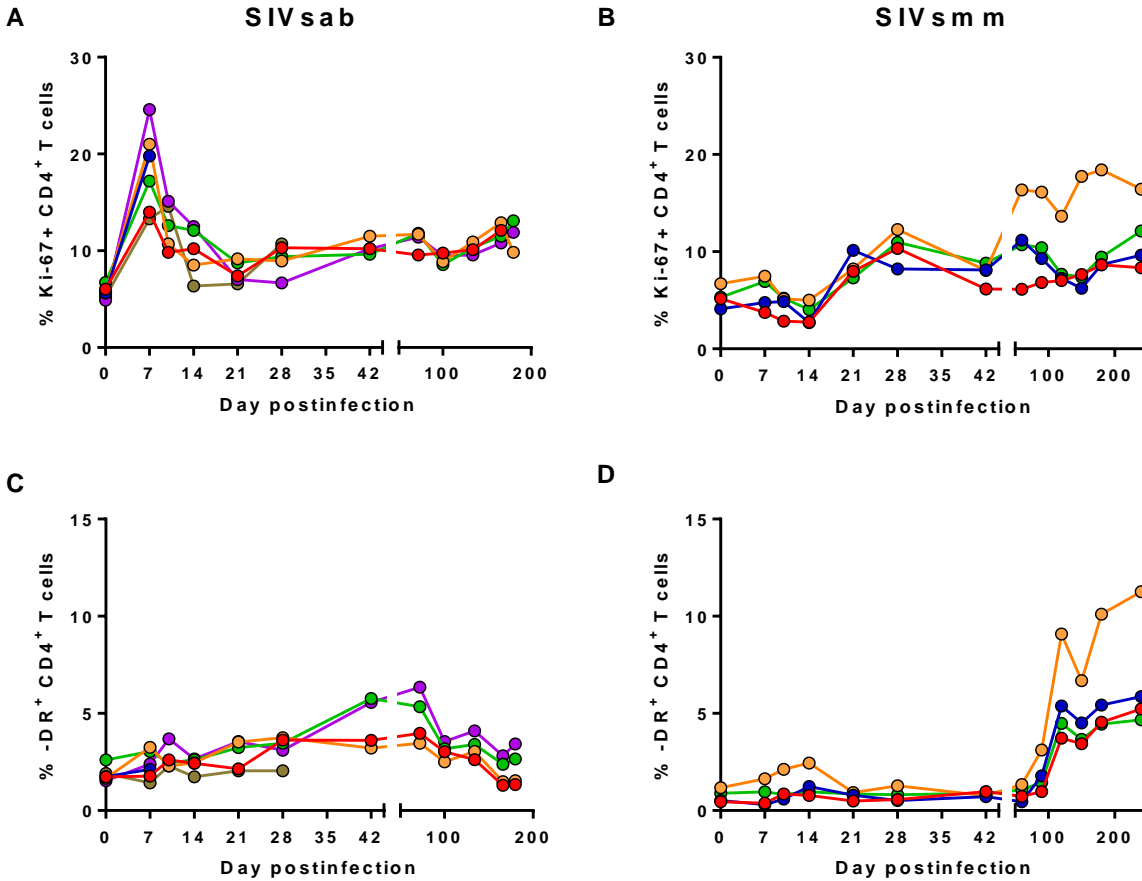 A SIVsab
30
20
10
0
% Ki-67+ CD4⁺ T cells
0 7 14 21 28 35 42 100 200
Day postinfection
B SIVsmm
30
20
10
0
% Ki-67+ CD4⁺ T cells
0 7 14 21 28 35 42 100 200
Day postinfection
C
15
10
5
0
% -DR⁺ CD4⁺ T cells
0 7 14 21 28 35 42 100 200
Day postinfection
D
15
10
5
0
% -DR⁺ CD4⁺ T cells
0 7 14 21 28 35 42 100 200
Day postinfection